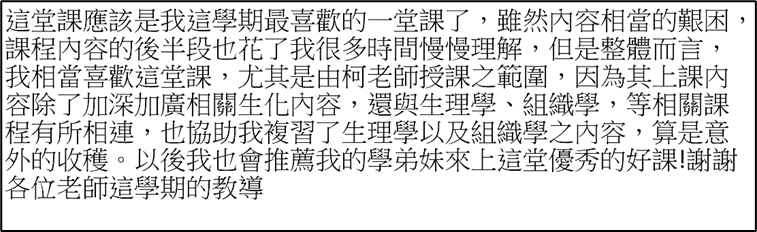 這堂課應該是我這學期最喜歡的一堂課了，雖然內容相當的艱困，
課程內容的後半段也花了我很多時間慢慢理解，但是整體而言，
我相當喜歡這堂課，尤其是由柯老師授課之範圍，因為其上課內
容除了加深加廣相關生化內容，還與生理學、組織學，等相關課
程有所相連，也協助我複習了生理學以及組織學之內容，算是意
外的收穫。以後我也會推薦我的學弟妹來上這堂優秀的好課!謝謝
各位老師這學期的教導